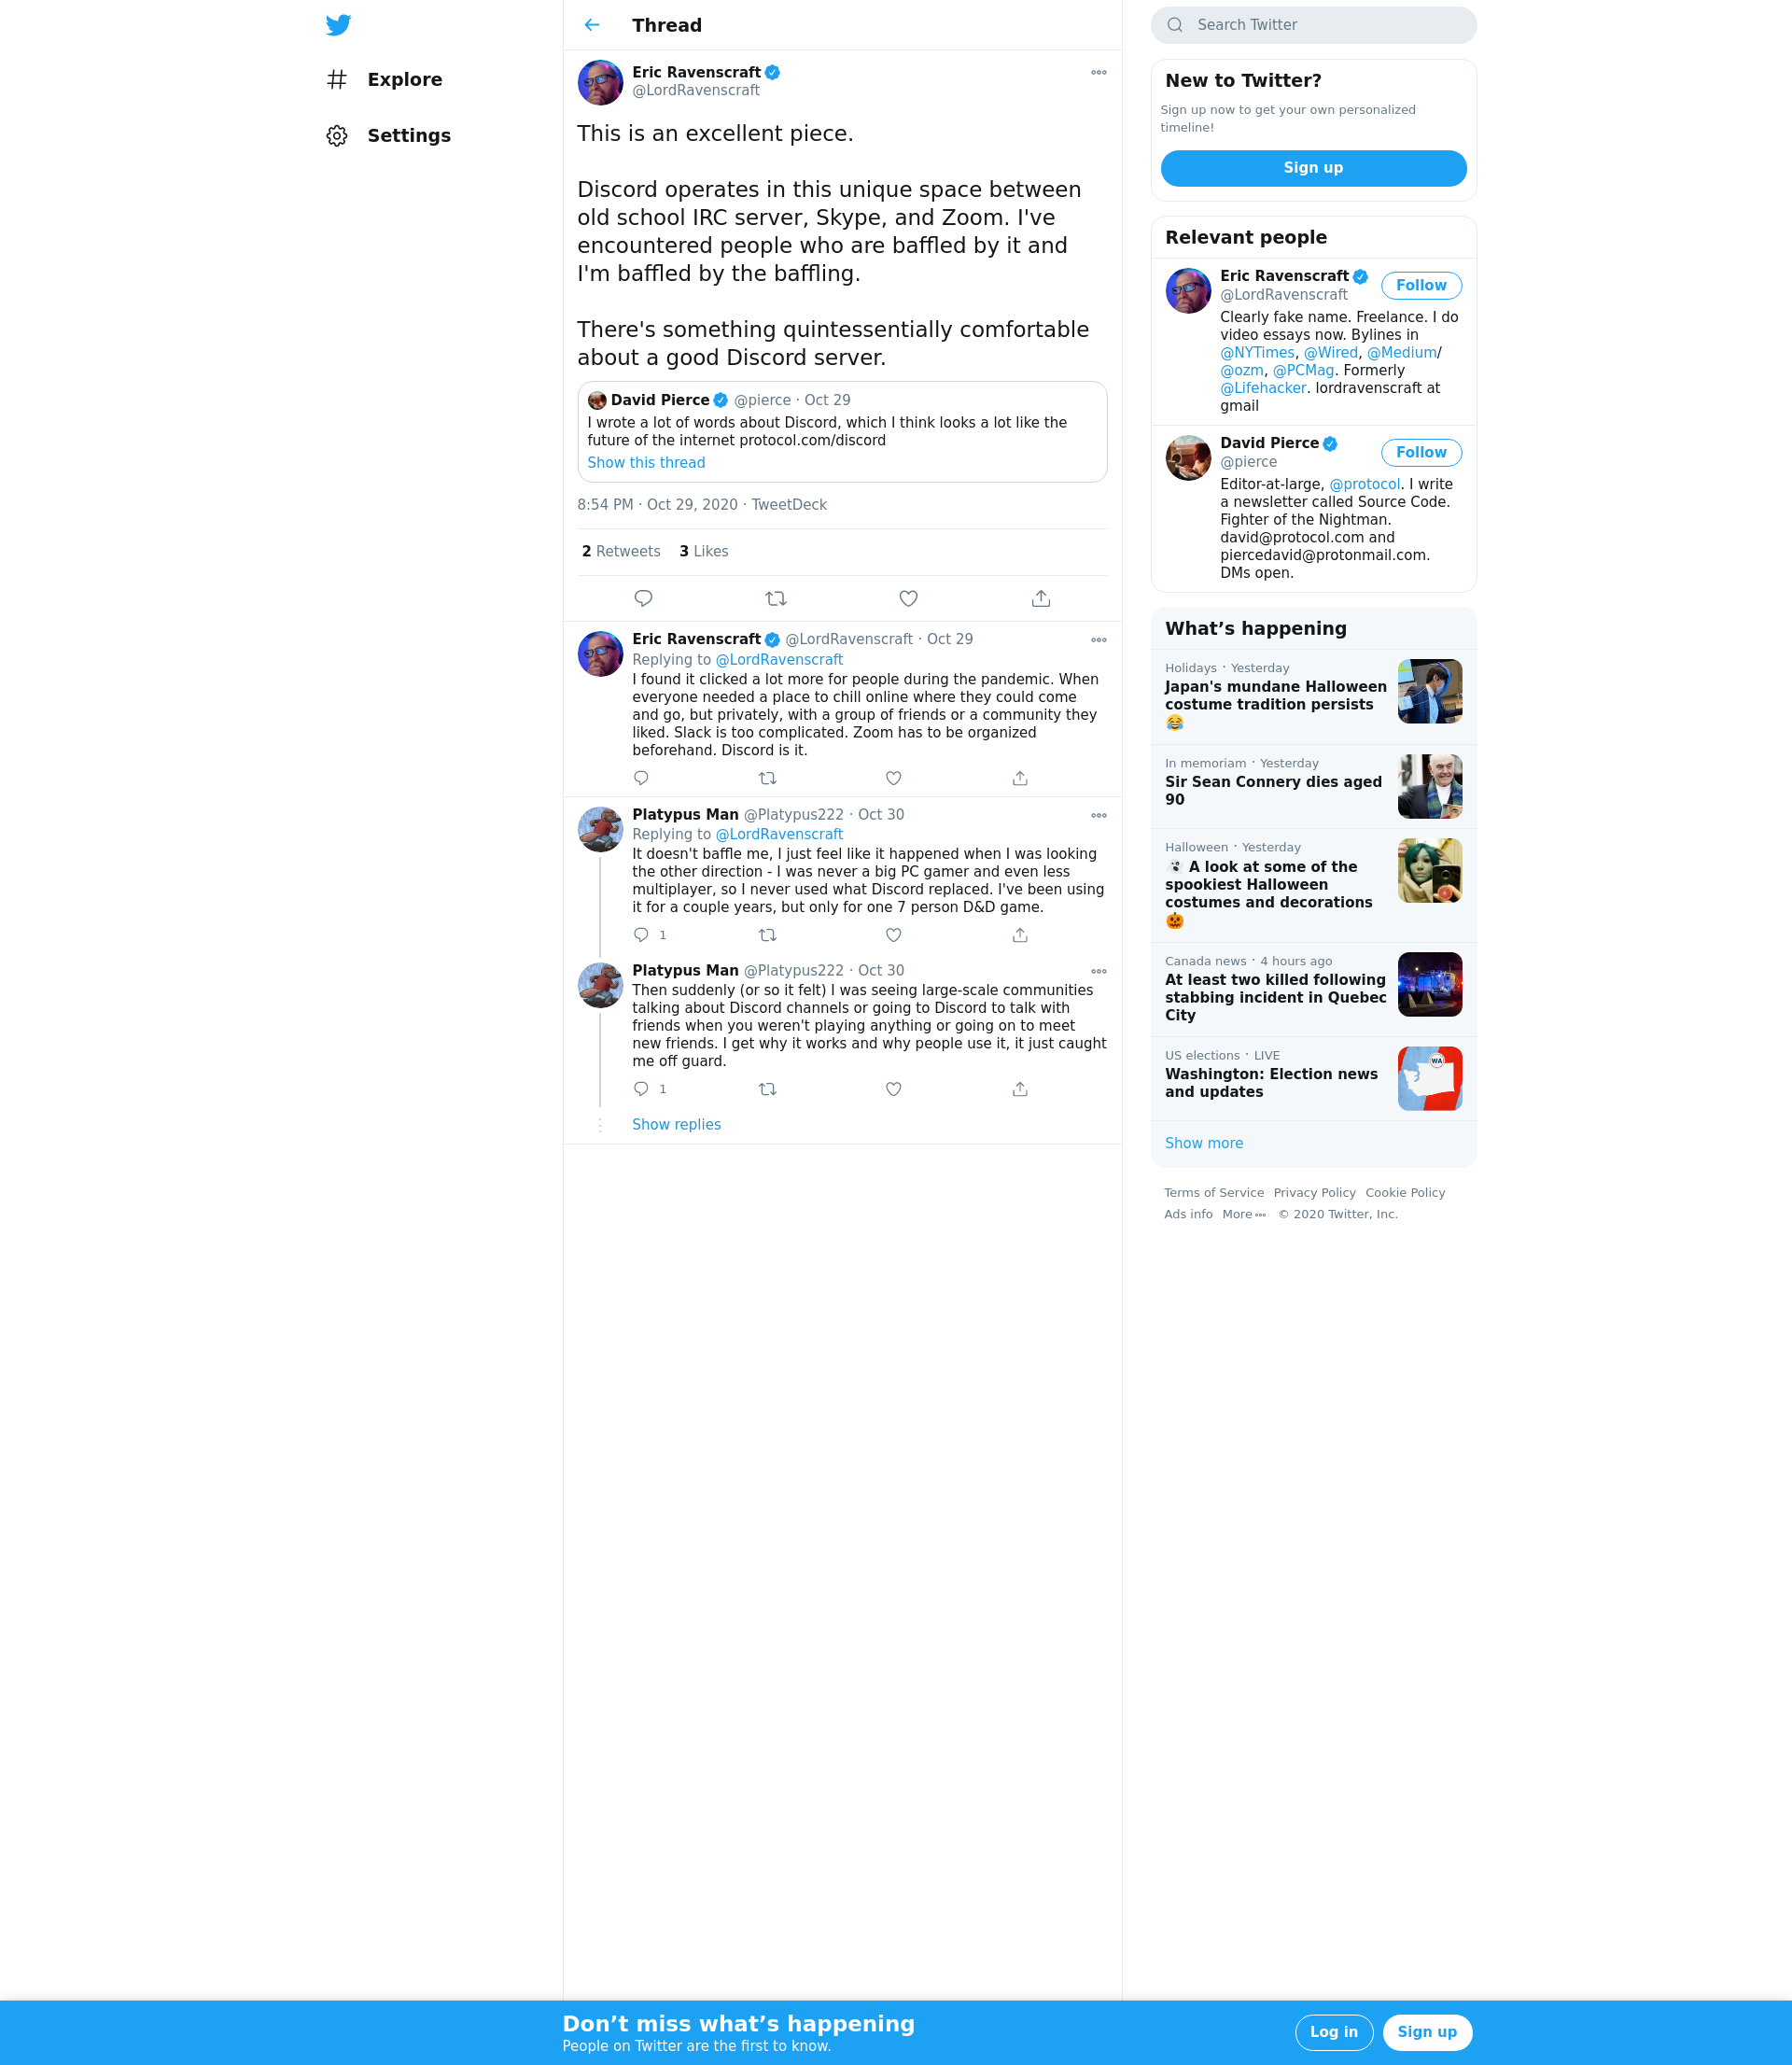 Explore
Settings
Thread
Eric Ravenscraft
@LordRavenscraft
This is an excellent piece.
Discord operates in this unique space between
old school IRC server, Skype, and Zoom. I've
encountered people who are baffled by it and
I'm baffled by the baffling.
There's something quintessentially comfortable
about a good Discord server.
David Pierce @pierce · Oct 29
I wrote a lot of words about Discord, which I think looks a lot like the
future of the internet protocol.com/discord
Show this thread
8:54 PM · Oct 29, 2020 · TweetDeck
2 Retweets 3 Likes
Eric Ravenscraft @LordRavenscraft · Oct 29
Replying to @LordRavenscraft
I found it clicked a lot more for people during the pandemic. When
everyone needed a place to chill online where they could come
and go, but privately, with a group of friends or a community they
liked. Slack is too complicated. Zoom has to be organized
beforehand. Discord is it.
Platypus Man @Platypus222 · Oct 30
Replying to @LordRavenscraft
It doesn't baffle me, I just feel like it happened when I was looking
the other direction - I was never a big PC gamer and even less
multiplayer, so I never used what Discord replaced. I've been using
it for a couple years, but only for one 7 person D&D game.
1
Platypus Man @Platypus222 · Oct 30
Then suddenly (or so it felt) I was seeing large-scale communities
talking about Discord channels or going to Discord to talk with
friends when you weren't playing anything or going on to meet
new friends. I get why it works and why people use it, it just caught
me off guard.
1
Show replies
Search Twitter
New to Twitter?
Sign up now to get your own personalized
timeline!
Sign up
Relevant people
Eric Ravenscraft
@LordRavenscraft
Follow
Clearly fake name. Freelance. I do
video essays now. Bylines in
@NYTimes, @Wired, @Medium/
@ozm, @PCMag. Formerly
@Lifehacker. lordravenscraft at
gmail
David Pierce
@pierce
Follow
Editor-at-large, @protocol. I write
a newsletter called Source Code.
Fighter of the Nightman.
david@protocol.com and
piercedavid@protonmail.com.
DMs open.
What’s happening
Holidays · Yesterday
Japan's mundane Halloween
costume tradition persists
😂
In memoriam · Yesterday
Sir Sean Connery dies aged
90
Halloween · Yesterday
👻 A look at some of the
spookiest Halloween
costumes and decorations
🎃
Canada news · 4 hours ago
At least two killed following
stabbing incident in Quebec
City
US elections · LIVE
Washington: Election news
and updates
WA
Show more
Terms of Service Privacy Policy Cookie Policy
Ads info More © 2020 Twitter, Inc.
Don’t miss what’s happening
People on Twitter are the first to know.
Log in
Sign up